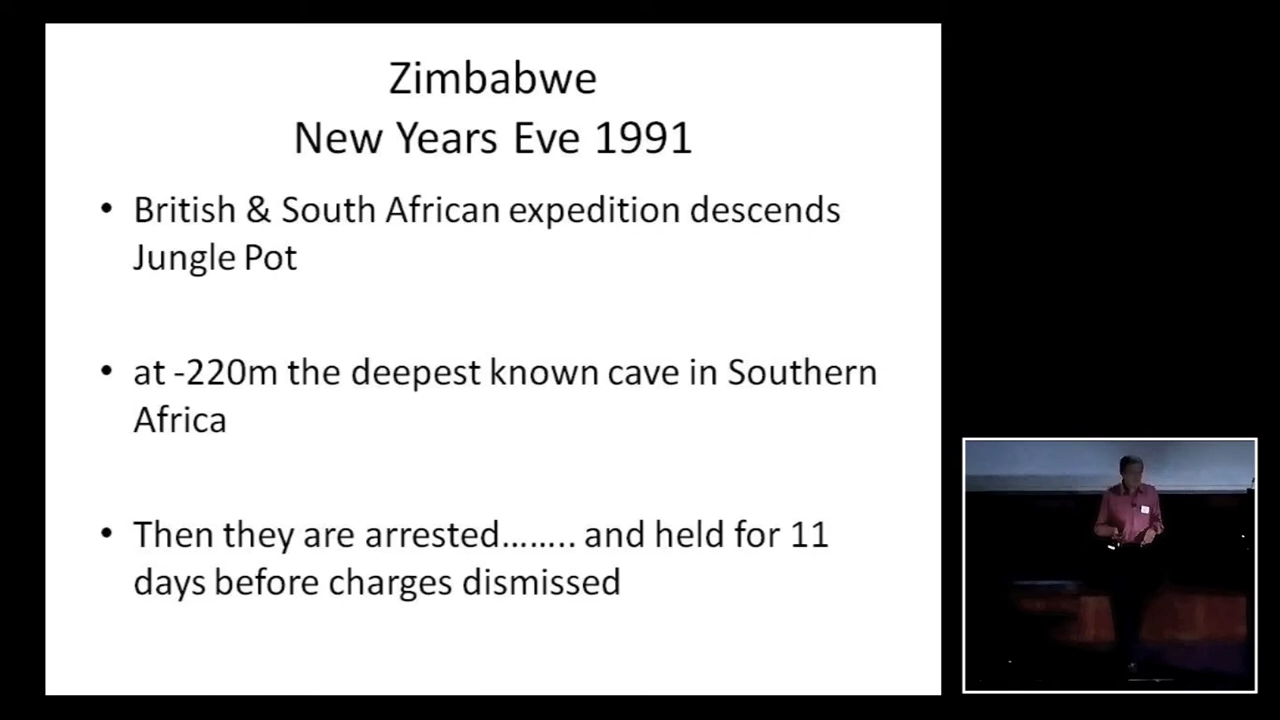 Zimbabwe
New Years Eve 1991
• British & South African expedition descends
Jungle Pot
• at -220m the deepest known cave in Southern
Africa
• Then they are arrested…….. and held for 11
days before charges dismissed